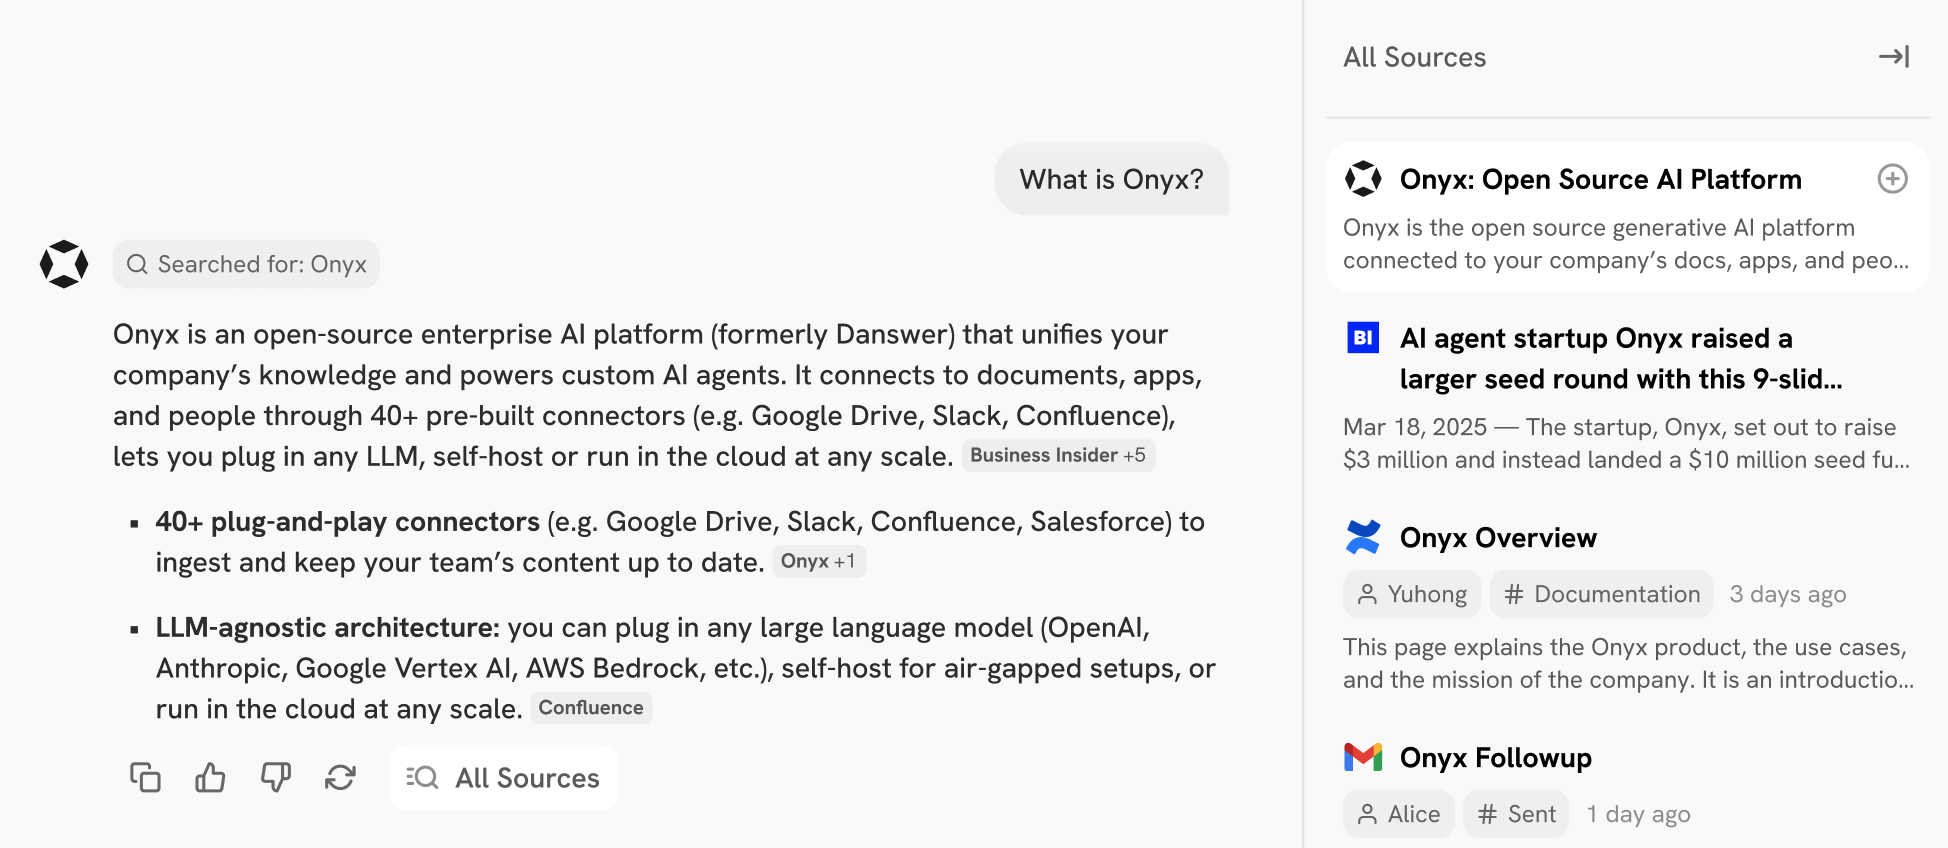 What is Onyx?
Searched for: Onyx
Onyx is an open-source enterprise AI platform (formerly Danswer) that unifies your
company’s knowledge and powers custom AI agents. It connects to documents, apps,
and people through 40+ pre-built connectors (e.g. Google Drive, Slack, Confluence),
lets you plug in any LLM, self-host or run in the cloud at any scale. Business Insider +5
▪ 40+ plug-and-play connectors (e.g. Google Drive, Slack, Confluence, Salesforce) to
ingest and keep your team’s content up to date. Onyx +1
▪ LLM-agnostic architecture: you can plug in any large language model (OpenAI,
Anthropic, Google Vertex AI, AWS Bedrock, etc.), self-host for air-gapped setups, or
run in the cloud at any scale. Confluence
All Sources
All Sources
Onyx: Open Source AI Platform
Onyx is the open source generative AI platform
connected to your company’s docs, apps, and peo...
BI AI agent startup Onyx raised a
larger seed round with this 9-slid...
Mar 18, 2025 — The startup, Onyx, set out to raise
$3 million and instead landed a $10 million seed fu...
Onyx Overview
Yuhong # Documentation 3 days ago
This page explains the Onyx product, the use cases,
and the mission of the company. It is an introductio...
Onyx Followup
Alice # Sent 1 day ago